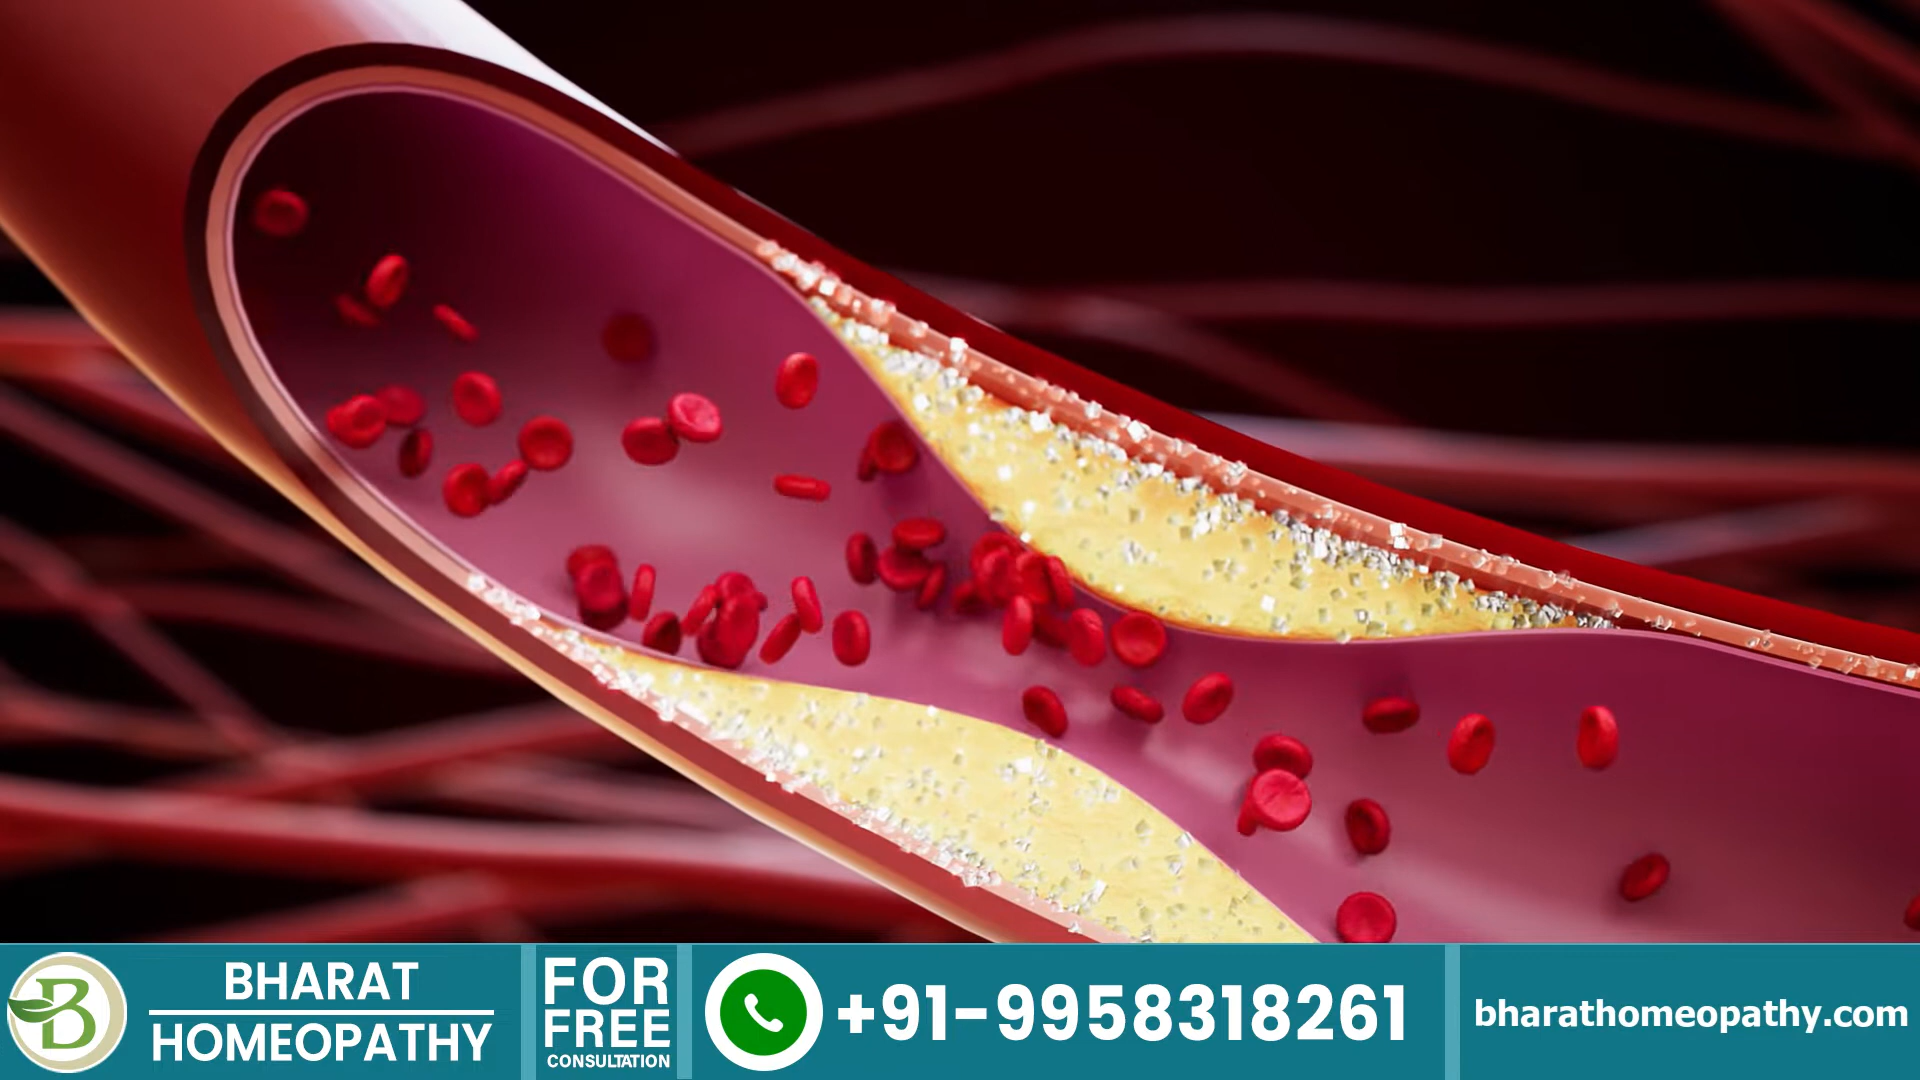 BHARAT
HOMEOPATHY
FOR
FREE
CONSULTATION
+91-9958318261
bharathomeopathy.com